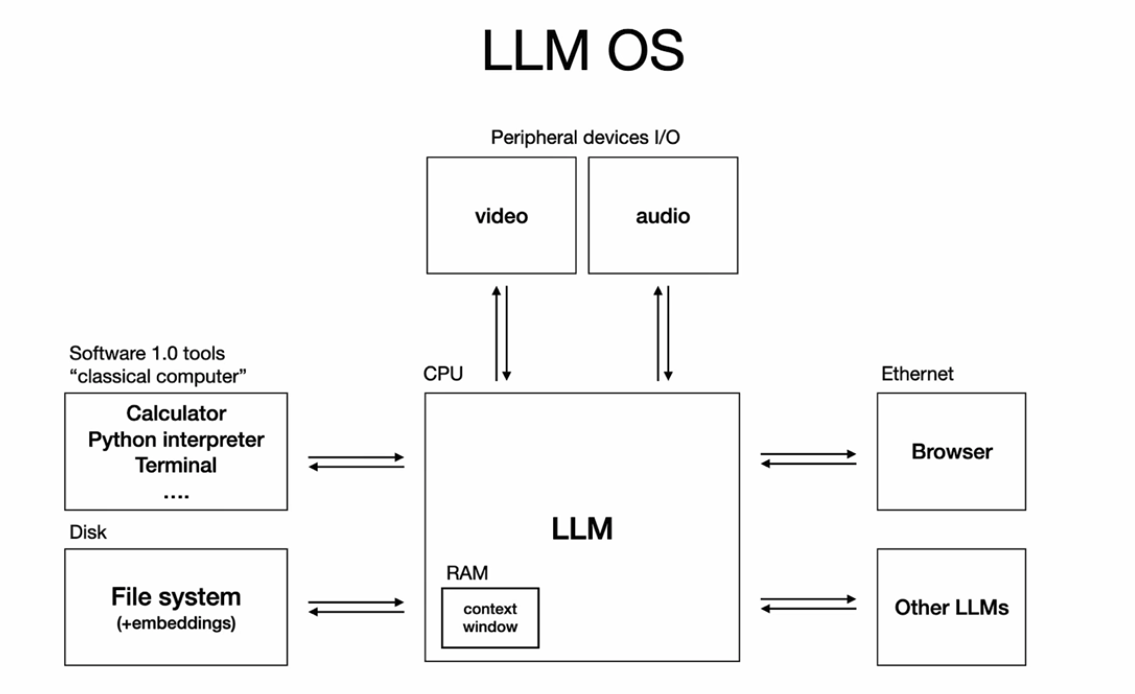 LLM OS
Peripheral devices I/O
video
audio
Software 1.0 tools
“classical computer”
Calculator
Python interpreter
Terminal
....
Disk
File system
(+embeddings)
CPU
LLM
RAM
context
window
Ethernet
Browser
Other LLMs